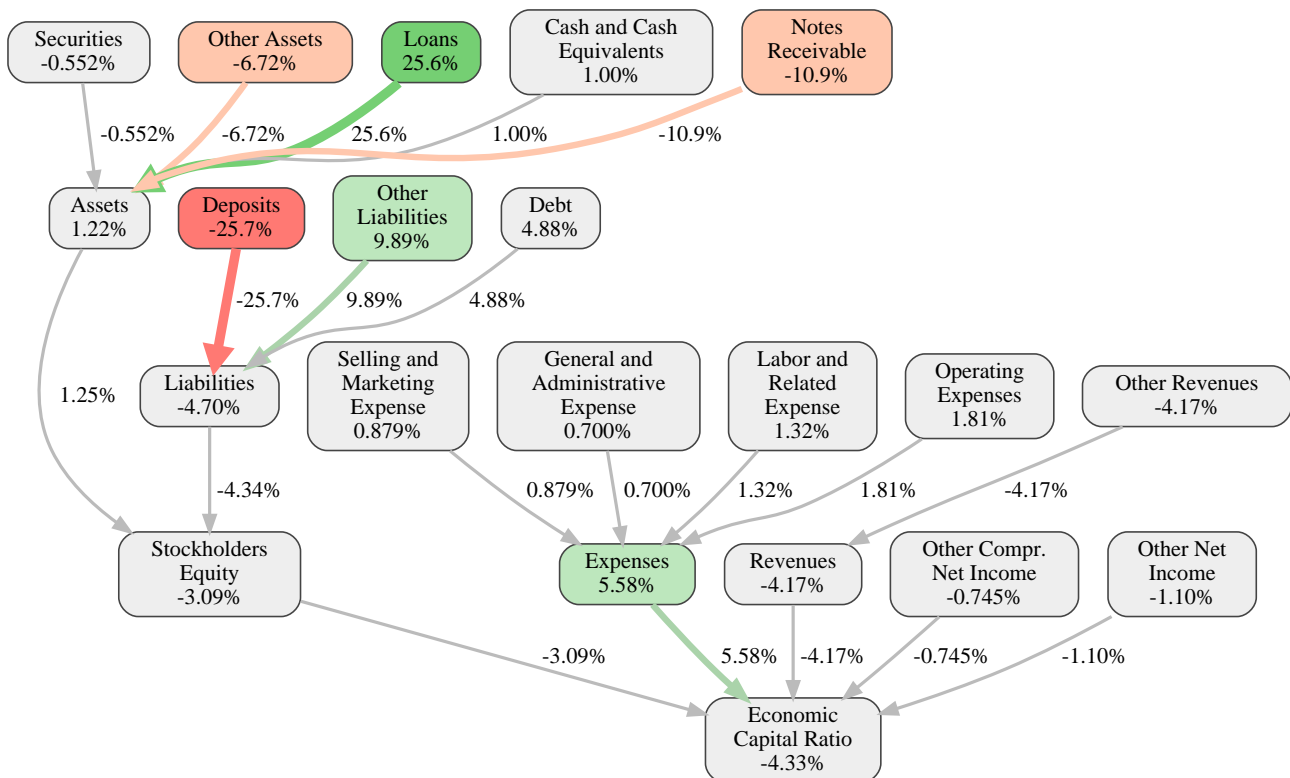 Securities
-0.552%
Other Assets
-6.72%
Loans
25.6%
Cash and Cash
Equivalents
1.00%
Notes
Receivable
-10.9%
-0.552%
-6.72%
25.6%
1.00%
-10.9%
Assets
1.22%
Deposits
-25.7%
Other
Liabilities
9.89%
Debt
4.88%
-25.7%
9.89%
4.88%
1.25%
Liabilities
-4.70%
Selling and
Marketing
Expense
0.879%
General and
Administrative
Expense
0.700%
Labor and
Related
Expense
1.32%
Operating
Expenses
1.81%
Other Revenues
-4.17%
-4.34%
0.879%
0.700%
1.32%
1.81%
-4.17%
Stockholders
Equity
-3.09%
Expenses
5.58%
Revenues
-4.17%
Other Compr.
Net Income
-0.745%
Other Net
Income
-1.10%
-3.09%
5.58%
-4.17%
-0.745%
-1.10%
Economic
Capital Ratio
-4.33%